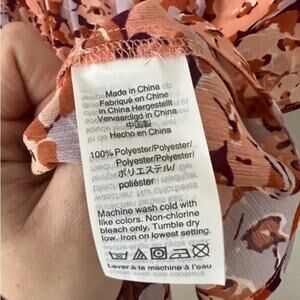 Made in China
Fabriqué en Chine
in China Hergestellt
Vervaardigd in China
中国製
Hecho en China
100% Polyester/Polyester/
Polyester/Polyester/
ポリエステル/
poliéster
Machine wash cold with
like colors. Non-chlorine
bleach only. Tumble dry
low. Iron on lowest setting.
Laver à la machine à l'eau